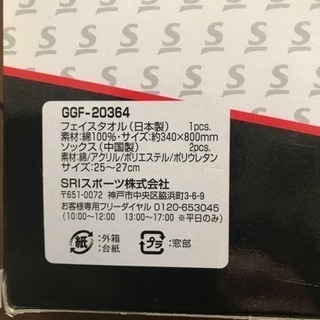 GGF-20364
フェイスタオル(日本製) 1pcs.
素材:綿100%・サイズ:約340×800mm
ソックス(中国製) 2pcs.
素材:綿/アクリル/ポリエステル/ポリウレタン
サイズ:25〜27cm
SRIスポーツ株式会社
〒651-0072 神戸市中央区脇浜町3-6-9
お客様専用フリーダイヤル 0120-653045
(10:00〜12:00 13:00〜17:00 ※平日のみ)
紙 :外箱 :台紙
プラ :窓部